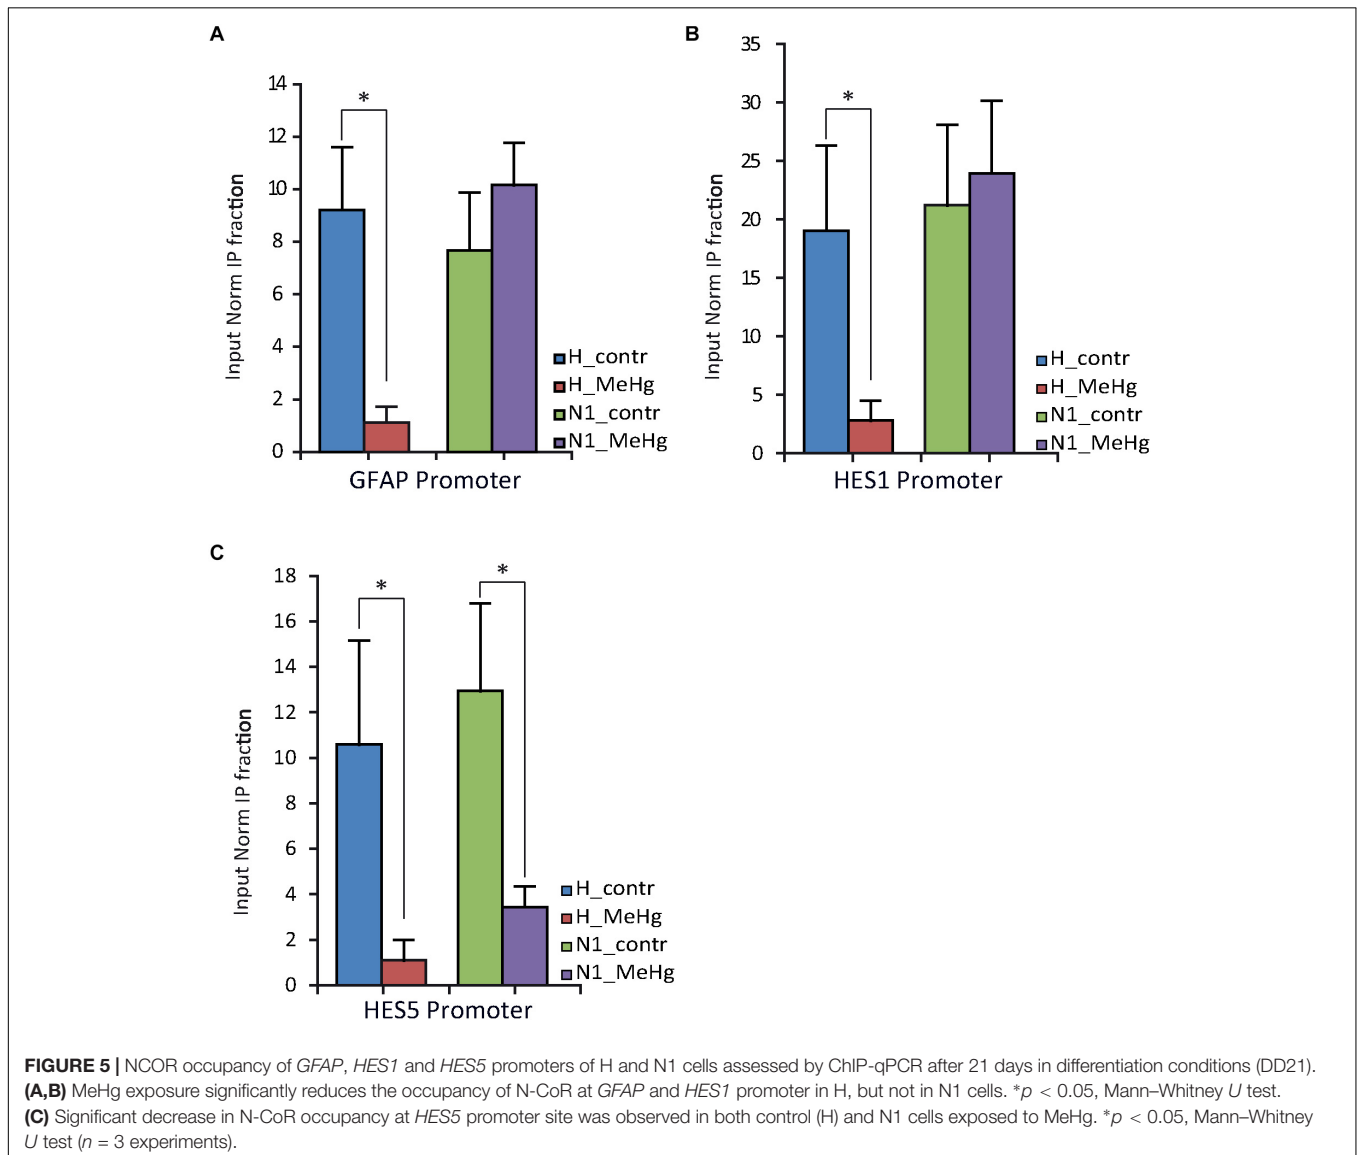 A
14
12
10
8
6
4
2
0
*
Input Norm IP fraction
H_contr
H_MeHg
N1_contr
N1_MeHg
GFAP Promoter
B
35
30
25
20
15
10
5
0
*
Input Norm IP fraction
H_contr
H_MeHg
N1_contr
N1_MeHg
HES1 Promoter
C
18
16
14
12
10
8
6
4
2
0
*
*
Input Norm IP fraction
H_contr
H_MeHg
N1_contr
N1_MeHg
HES5 Promoter
FIGURE 5 | NCOR occupancy of GFAP, HES1 and HES5 promoters of H and N1 cells assessed by ChIP-qPCR after 21 days in differentiation conditions (DD21).
(A,B) MeHg exposure significantly reduces the occupancy of N-CoR at GFAP and HES1 promoter in H, but not in N1 cells. *p < 0.05, Mann–Whitney U test.
(C) Significant decrease in N-CoR occupancy at HES5 promoter site was observed in both control (H) and N1 cells exposed to MeHg. *p < 0.05, Mann–Whitney
U test (n = 3 experiments).